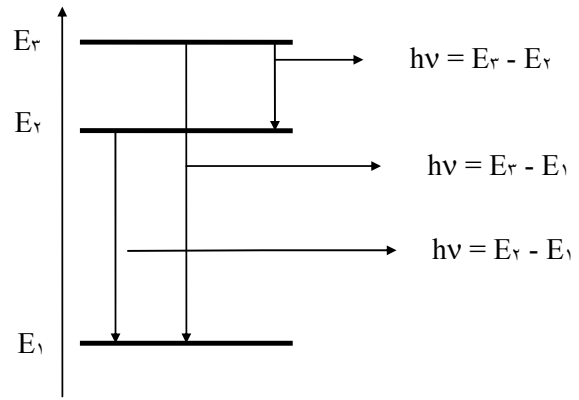 E۳
hν = E۳ - E۲
E۲
hν = E۳ - E۱
hν = E۲ - E۱
E۱